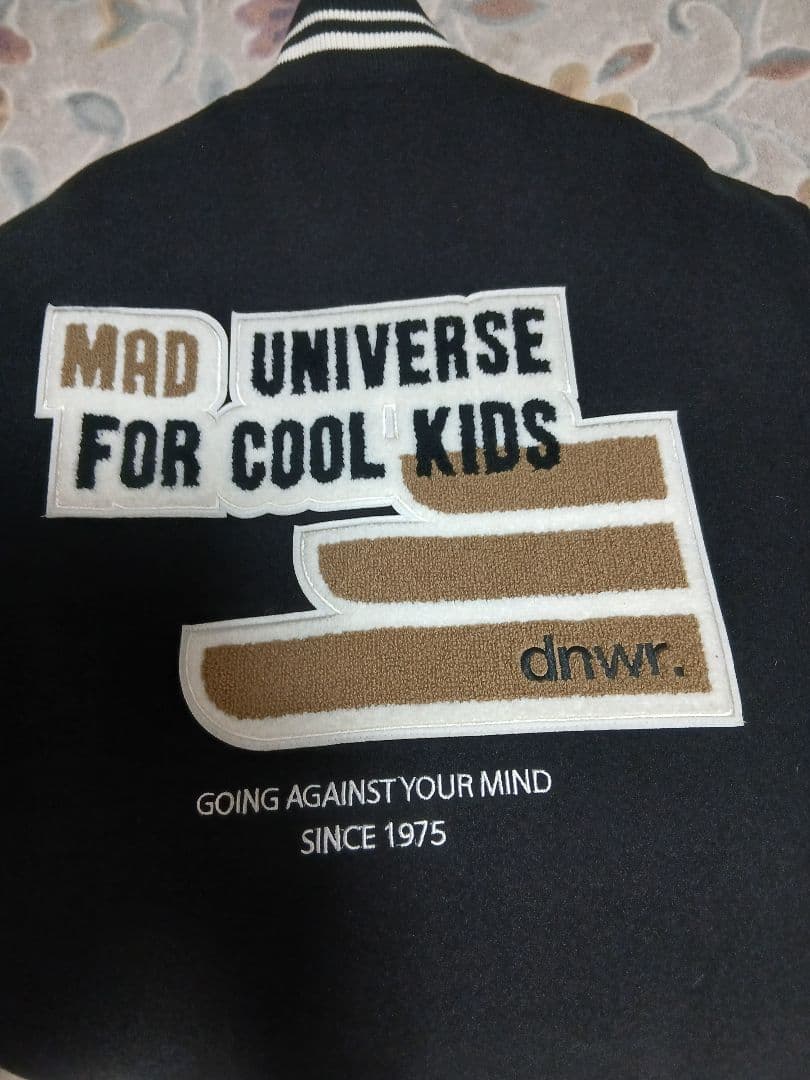 MAD UNIVERSE
FOR COOL KIDS
dnwr.
GOING AGAINST YOUR MIND
SINCE 1975